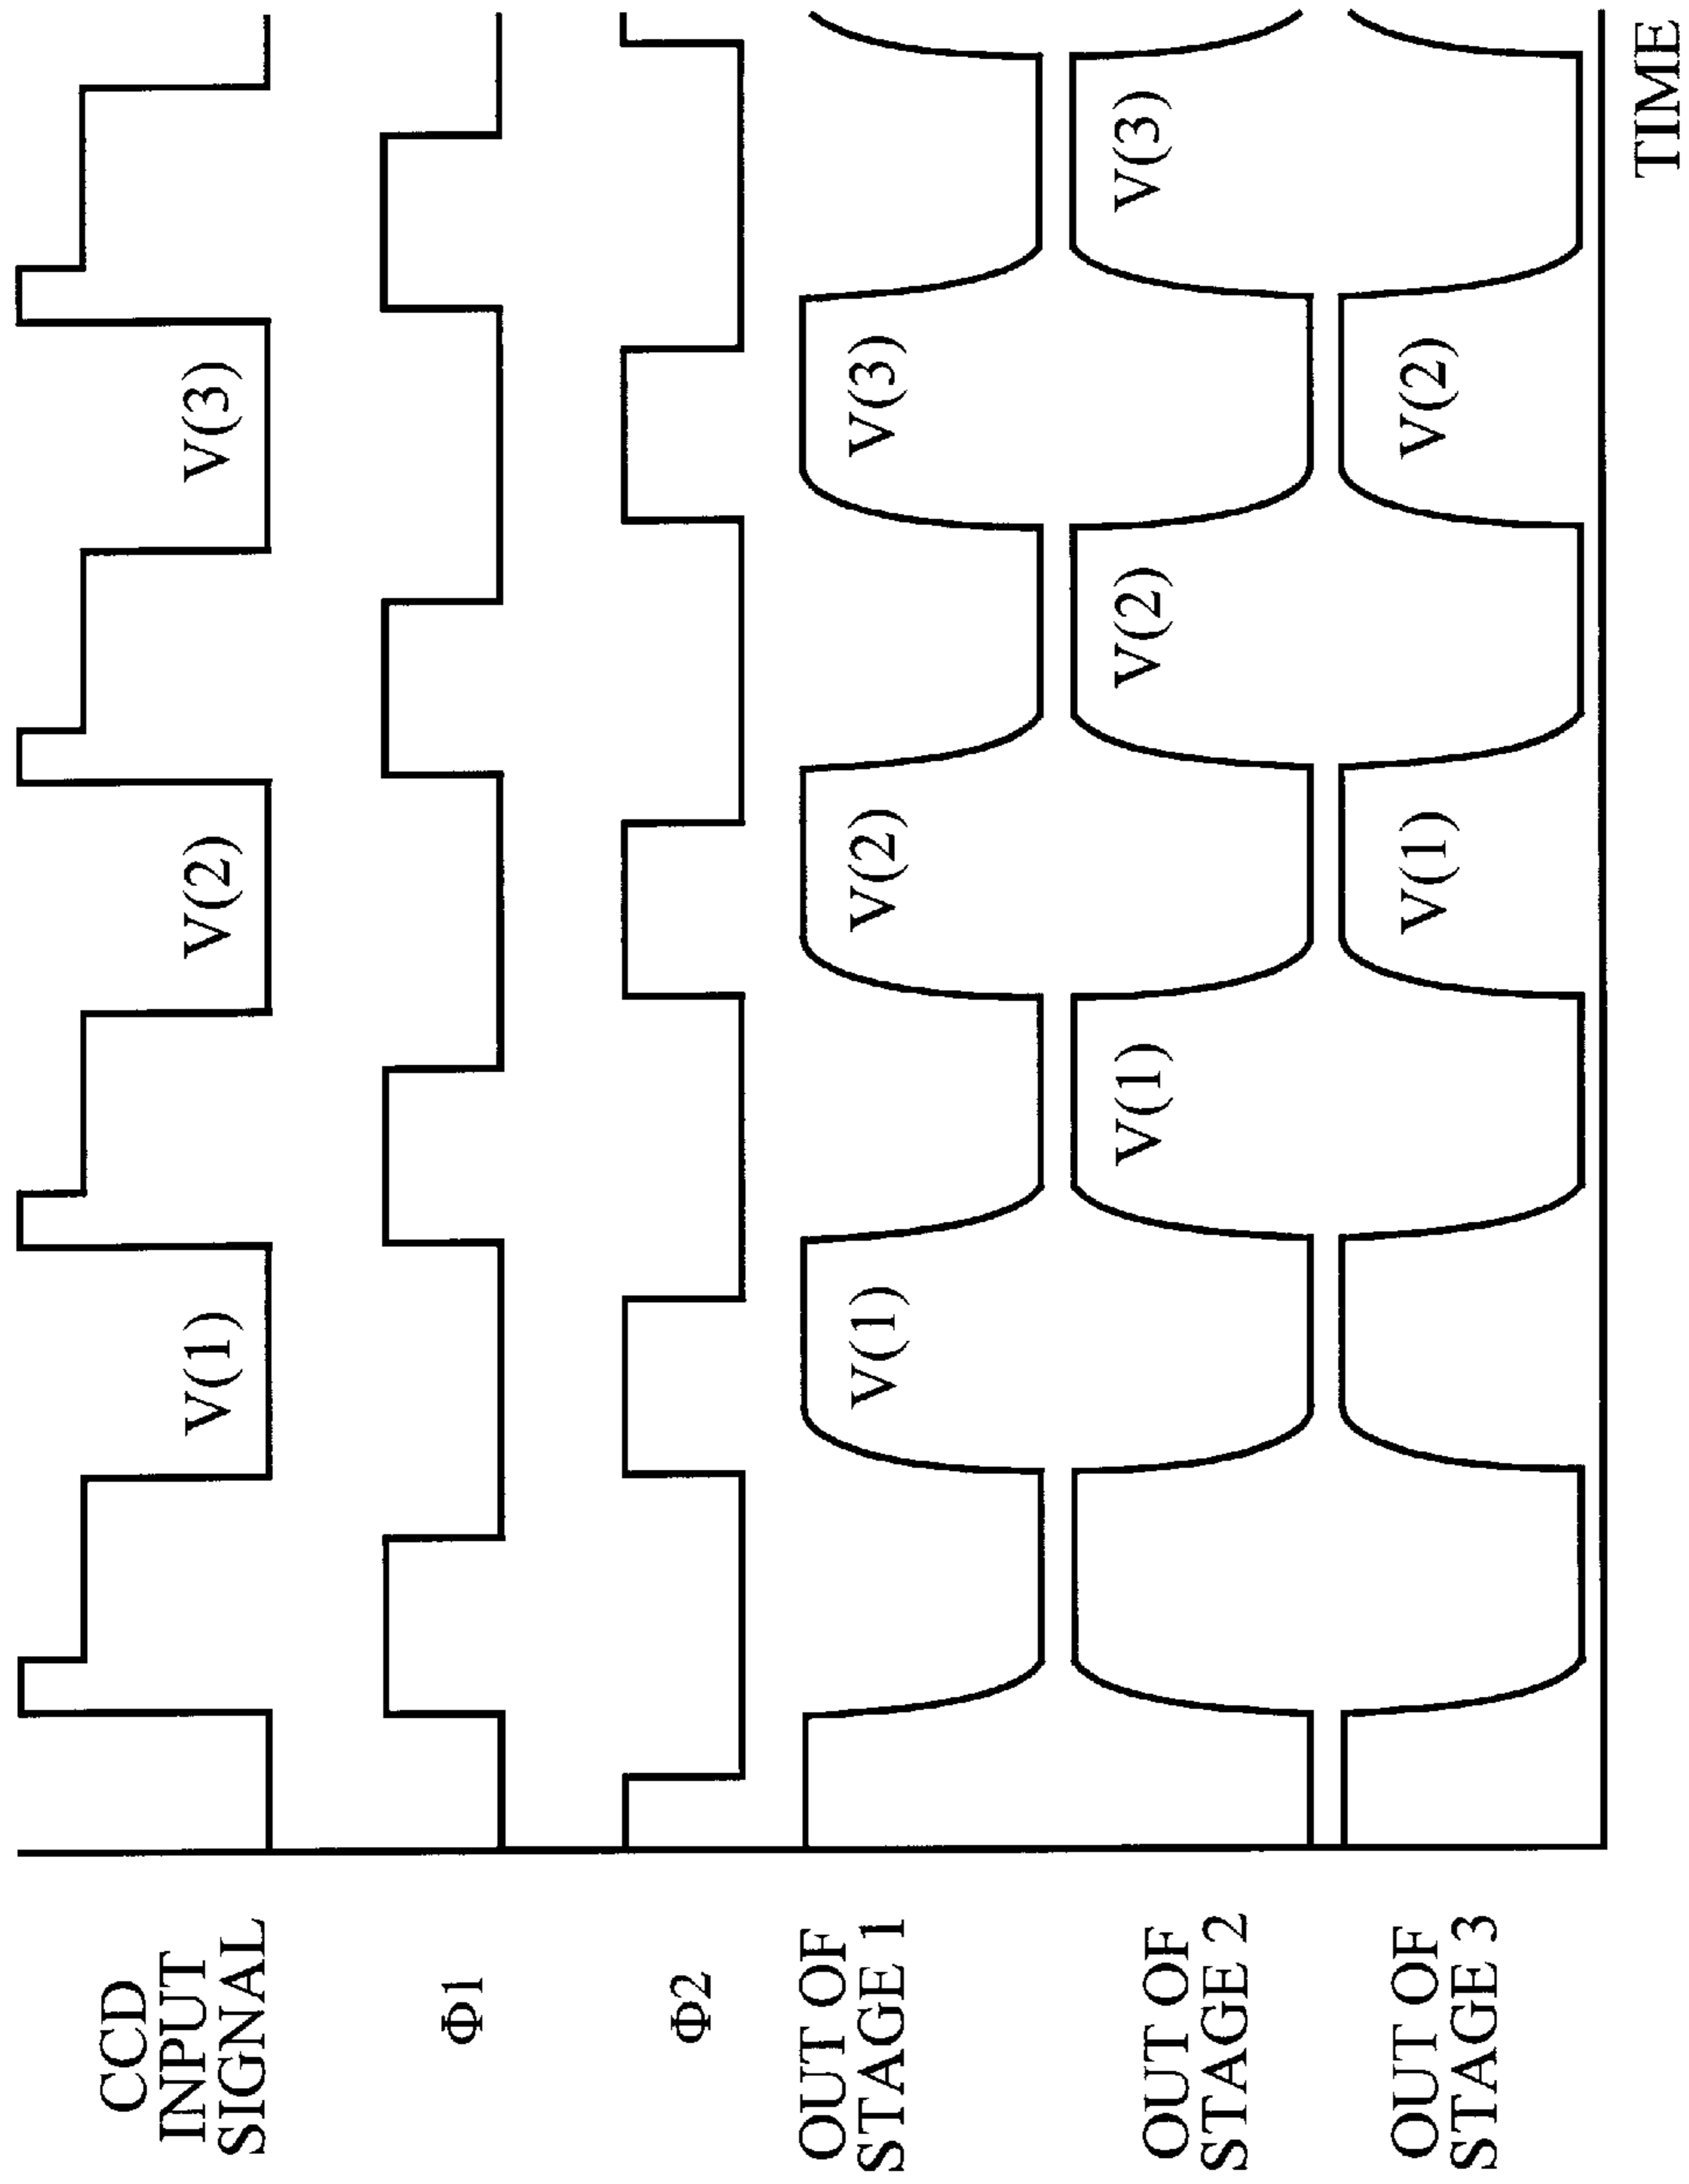 CCD
INPUT
SIGNAL
V(1)
V(2)
V(3)
Φ1
Φ2
OUT OF
STAGE 1
V(1)
V(2)
V(3)
OUT OF
STAGE 2
V(1)
V(2)
V(3)
OUT OF
STAGE 3
V(1)
V(2)
TIME